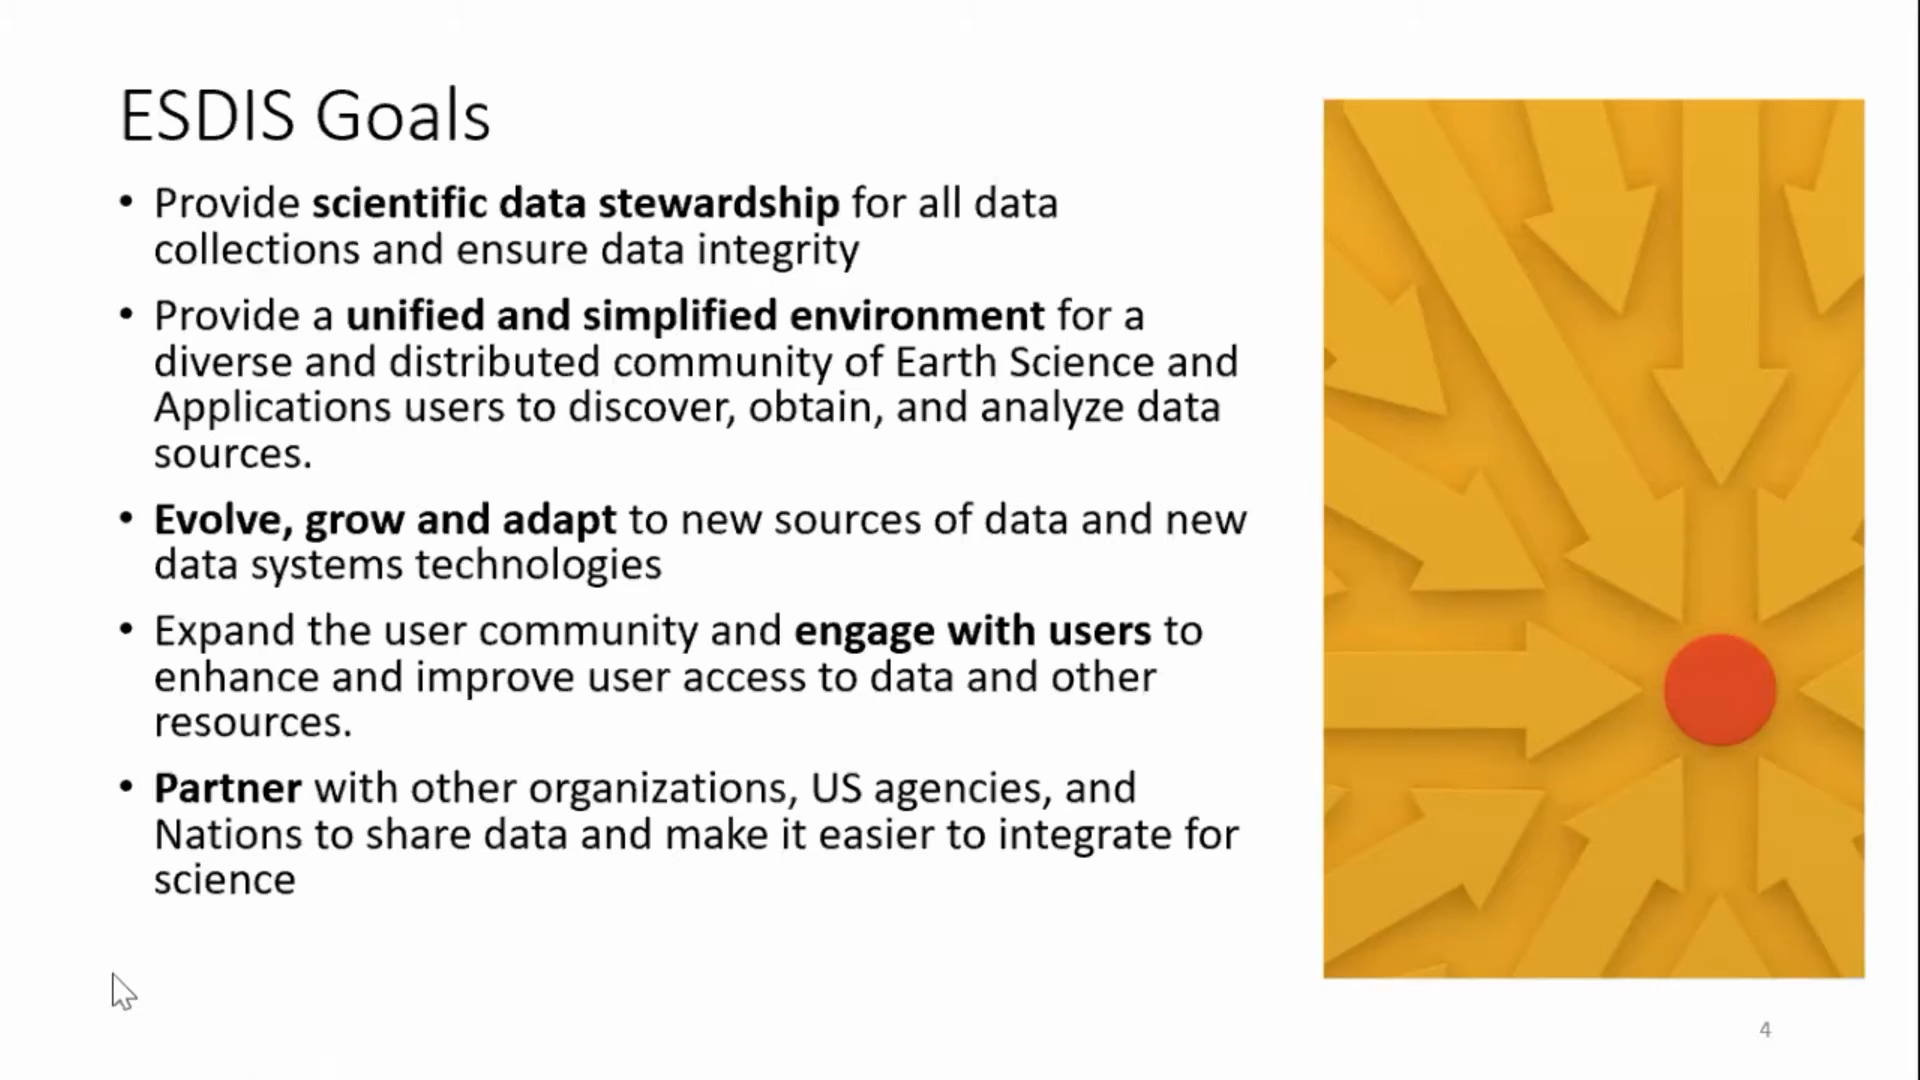 ESDIS Goals
• Provide scientific data stewardship for all data
collections and ensure data integrity
• Provide a unified and simplified environment for a
diverse and distributed community of Earth Science and
Applications users to discover, obtain, and analyze data
sources.
• Evolve, grow and adapt to new sources of data and new
data systems technologies
• Expand the user community and engage with users to
enhance and improve user access to data and other
resources.
• Partner with other organizations, US agencies, and
Nations to share data and make it easier to integrate for
science
4